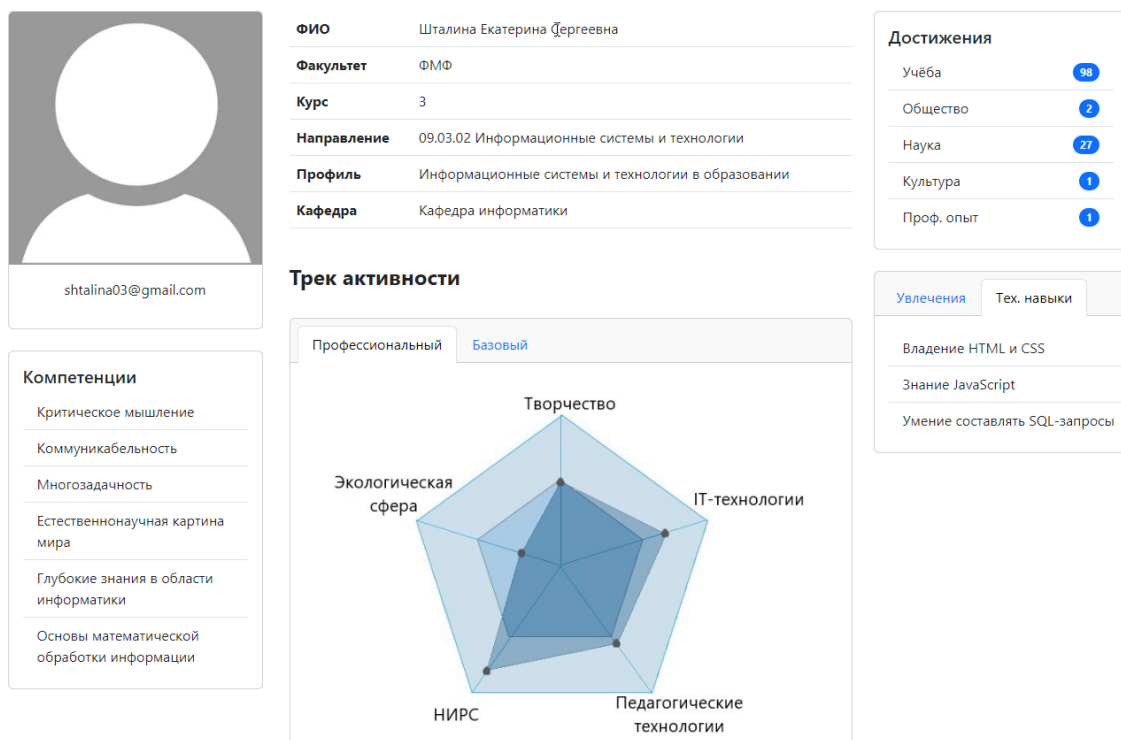 ФИО Шталина Екатерина Сергеевна
Факультет ФМФ
Курс 3
Направление 09.03.02 Информационные системы и технологии
Профиль Информационные системы и технологии в образовании
Кафедра Кафедра информатики
shtalina03@gmail.com
Компетенции
Критическое мышление
Коммуникабельность
Многозадачность
Естественнонаучная картина
мира
Глубокие знания в области
информатики
Основы математической
обработки информации
Трек активности
Профессиональный Базовый
Творчество
IT-технологии
Педагогические
технологии
НИРС
Экологическая
сфера
Достижения
Учёба 98
Общество 2
Наука 27
Культура 1
Проф. опыт 1
Увлечения Тех. навыки
Владение HTML и CSS
Знание JavaScript
Умение составлять SQL-запросы